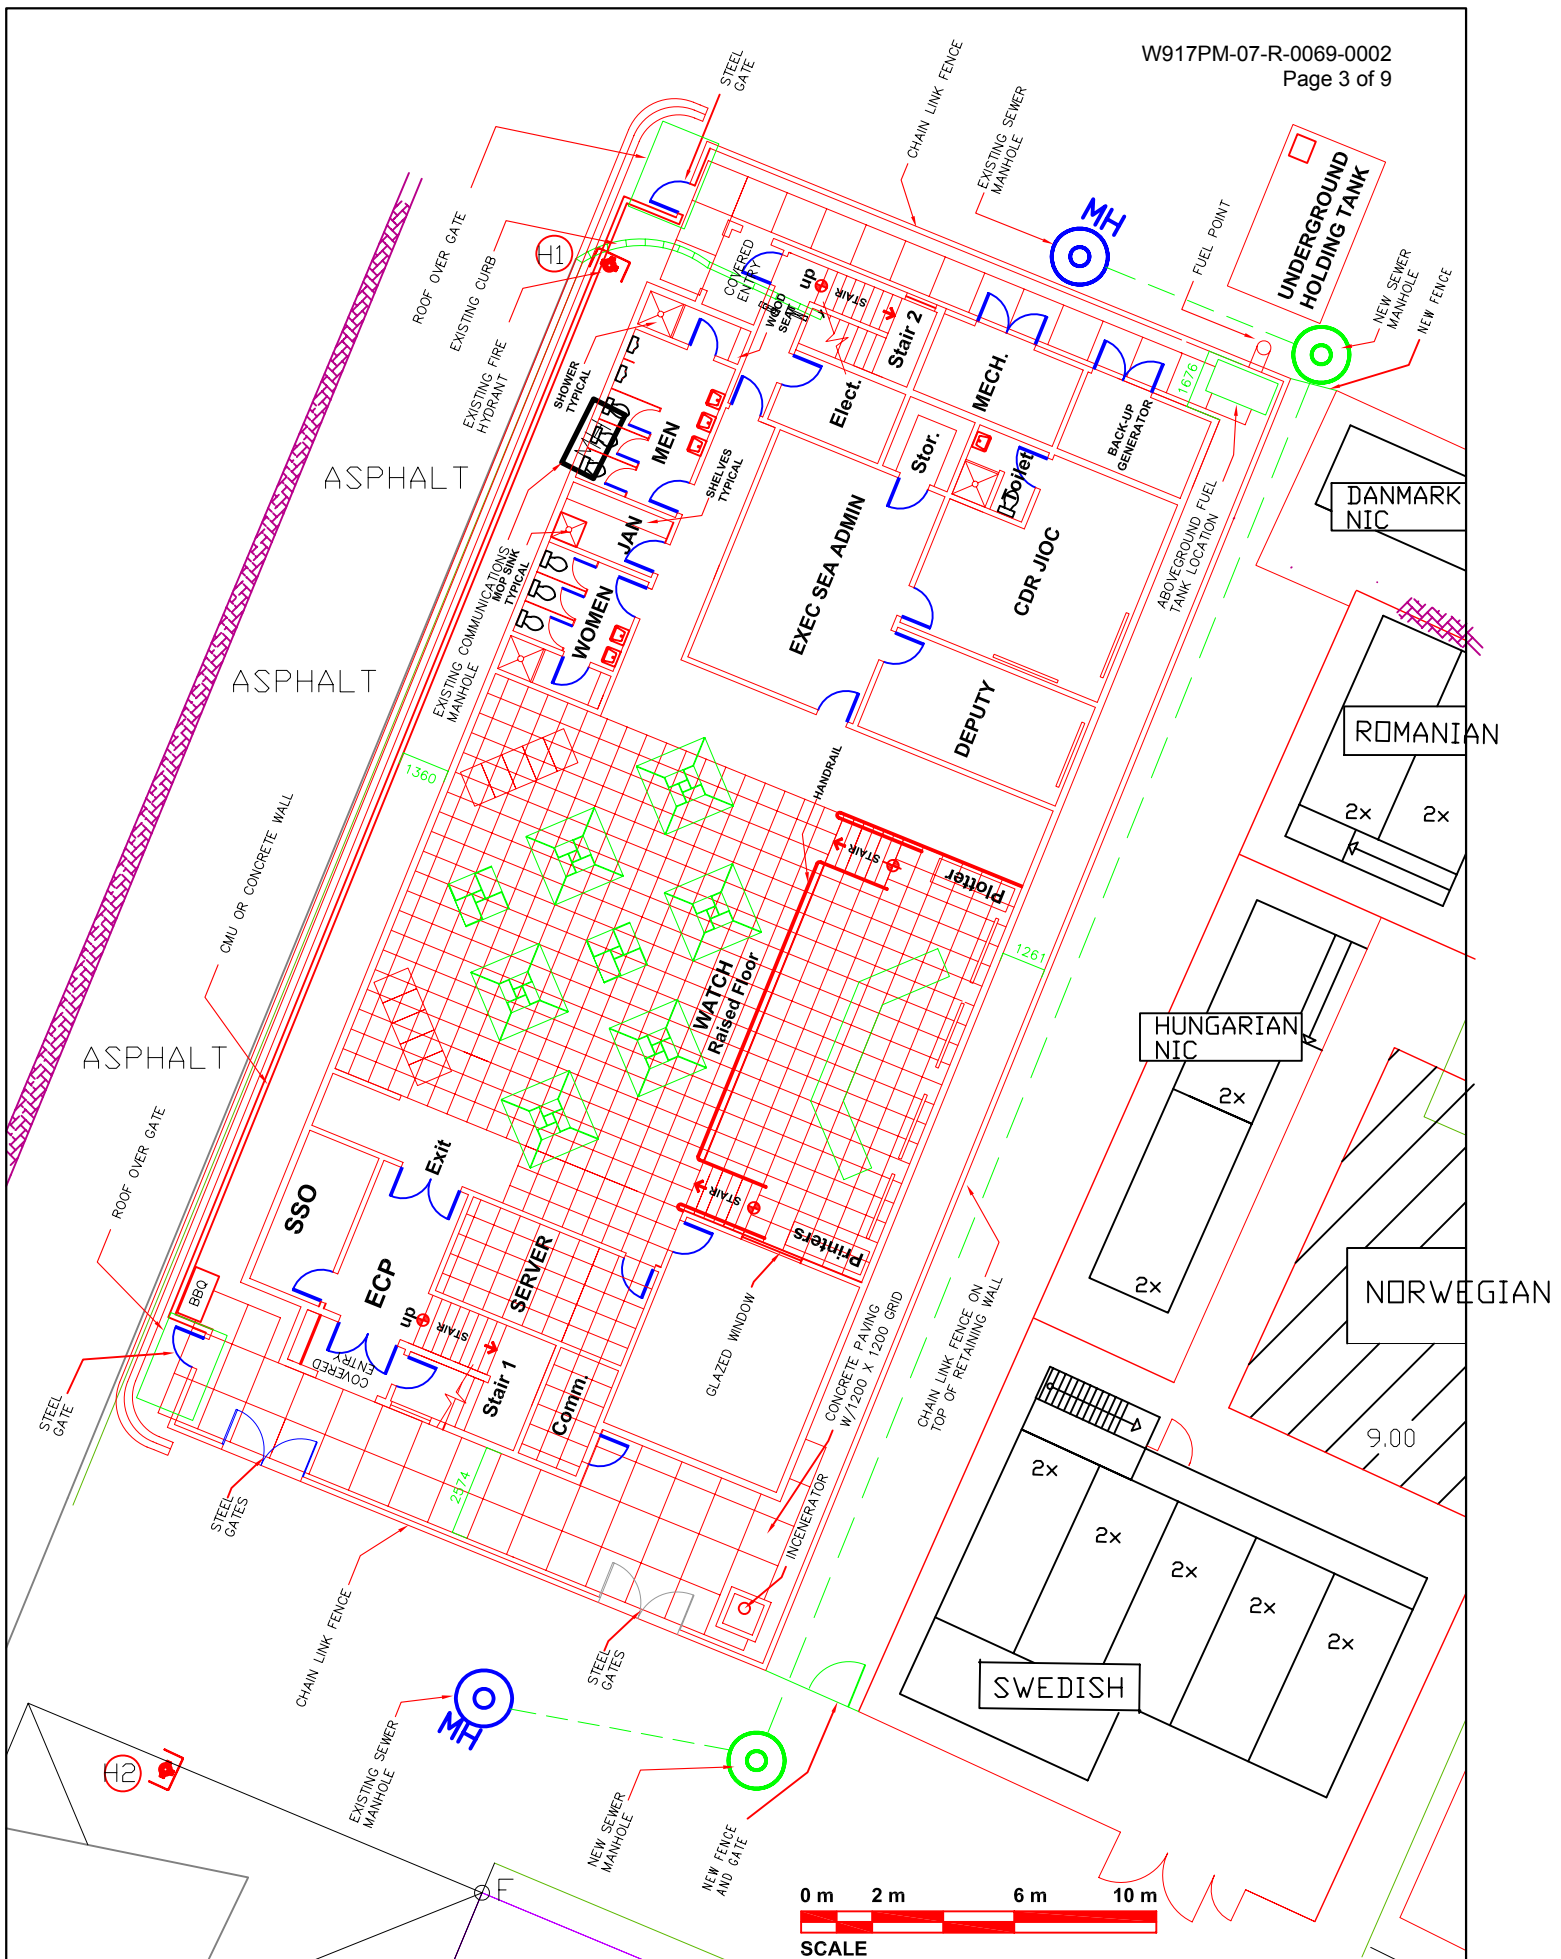 W917PM-07-R-0069-0002
Page 3 of 9
STEEL
GATE
CHAIN LINK FENCE
EXISTING SEWER
MANHOLE
MH
FUEL POINT
UNDERGROUND
HOLDING TANK
NEW SEWER
MANHOLE
NEW FENCE
ROOF OVER GATE
EXISTING CURB
EXISTING FIRE
HYDRANT
H1
COVERED
ENTRY
WOOD
SEAT
up
STAIR
Stair 2
MECH.
1676
BACK-UP
GENERATOR
SHOWER
TYPICAL
MEN
Elect.
Stor.
Toilet
SHELVES
TYPICAL
JAN
EXISTING COMMUNICATIONS
MANHOLE
MOP SINK
TYPICAL
WOMEN
EXEC SEA ADMIN
CDR JIOC
DEPUTY
ABOVEGROUND FUEL
TANK LOCATION
DANMARK
NIC
ASPHALT
ASPHALT
ASPHALT
ROMANIAN
2x
2x
1360
HANDRAIL
STAIR
Plotter
CMU OR CONCRETE WALL
WATCH
Raised Floor
1261
HUNGARIAN
NIC
2x
2x
ROOF OVER GATE
Exit
SSO
ECP
SERVER
STAIR
Printers
BBQ
up
STAIR
COVERED
ENTRY
Stair 1
Comm.
GLAZED WINDOW
CONCRETE PAVING
W/1200 X 1200 GRID
CHAIN LINK FENCE ON
TOP OF RETAINING WALL
NORWEGIAN
9.00
STEEL
GATE
STEEL
GATES
2574
INCENERATOR
CHAIN LINK FENCE
STEEL
GATES
2x
2x
2x
2x
2x
SWEDISH
MH
H2
EXISTING SEWER
MANHOLE
NEW SEWER
MANHOLE
NEW FENCE
AND GATE
F
0 m 2 m 6 m 10 m
SCALE